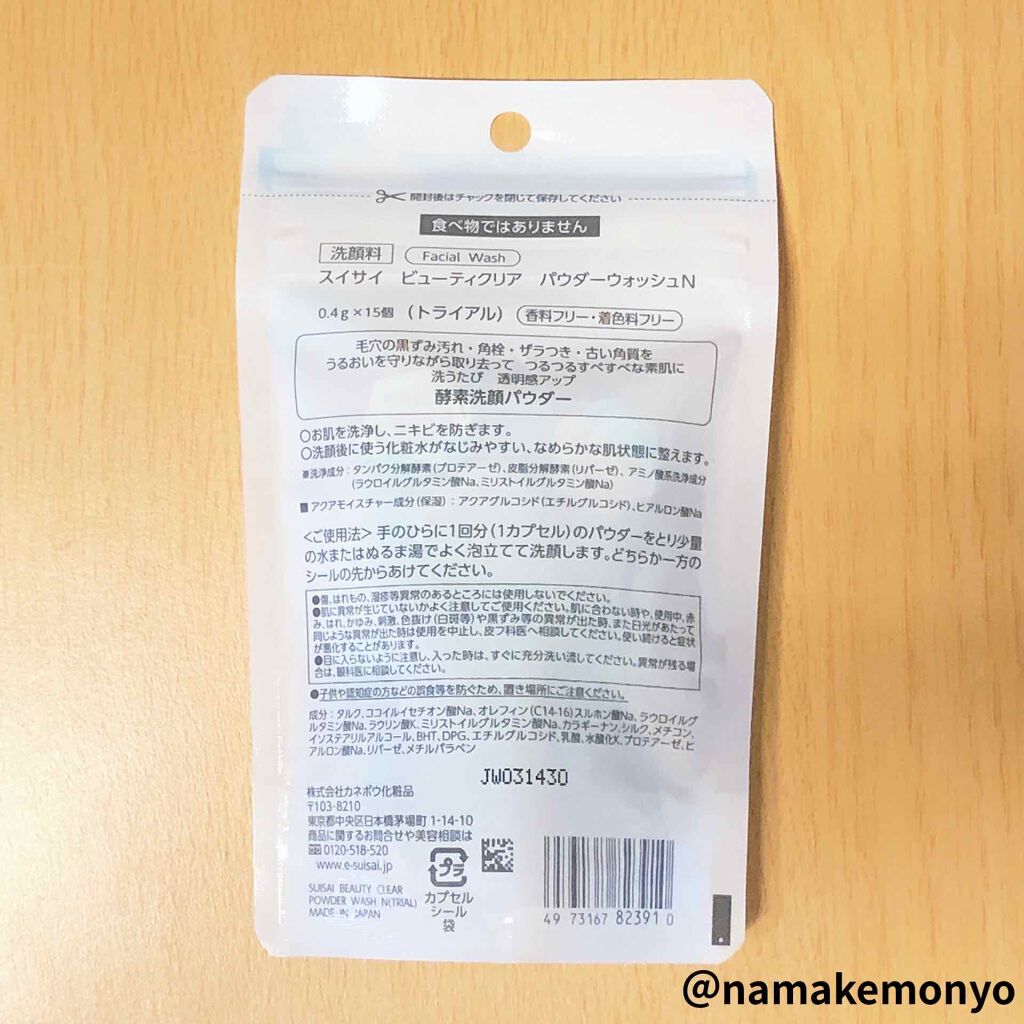 開封後はチャックを閉じて保存してください
食べ物ではありません
洗顔料 Facial Wash
スイサイ ビューティクリア パウダーウォッシュN
0.4g×15個 (トライアル) 香料フリー・着色料フリー
毛穴の黒ずみ汚れ・角栓・ザラつき・古い角質を
うるおいを守りながら取り去って つるつるすべすべな素肌に
洗うたび 透明感アップ
酵素洗顔パウダー
○お肌を洗浄し、ニキビを防ぎます。
○洗顔後に使う化粧水がなじみやすい、なめらかな肌状態に整えます。
※洗浄成分:タンパク分解酵素(プロテアーゼ)、皮脂分解酵素(リパーゼ)、アミノ酸系洗浄成分
(ラウロイルグルタミン酸Na、ミリストイルグルタミン酸Na)
■アクアモイスチャー成分(保湿):アクアグルコシド(エチルグルコシド)、ヒアルロン酸Na
<ご使用法> 手のひらに1回分(1カプセル)のパウダーをとり少量
の水またはぬるま湯でよく泡立てて洗顔します。どちらか一方の
シールの先からあけてください。
●傷、はれもの、湿疹等異常のあるところには使用しないでください。
●肌に異常が生じていないかよく注意してご使用ください。肌に合わない時や、使用中、赤
み、はれ、かゆみ、刺激、色抜け(白斑等)や黒ずみ等の異常が出た時、また日光があたって
同じような異常が出た時は使用を中止し、皮フ科医へ相談してください。使い続けると症状
が悪化することがあります。
●目に入らないように注意し、入った時は、すぐに充分洗い流してください。異常が残る場
合は、眼科医に相談してください。
●子供や認知症の方などの誤食等を防ぐため、置き場所にご注意ください。
成分:タルク、ココイルイセチオン酸Na、オレフィン(C14-16)スルホン酸Na、ラウロイルグ
ルタミン酸Na、ラウリン酸K、ミリストイルグルタミン酸Na、カラギーナン、シルク、メチコン、
イソステアリルアルコール、BHT、DPG、エチルグルコシド、乳酸、水酸化K、プロテアーゼ、ヒ
アルロン酸Na、リパーゼ、メチルパラベン
JW031430
株式会社カネボウ化粧品
〒103-8210
東京都中央区日本橋茅場町1-14-10
商品に関するお問合せや美容相談は
0120-518-520
www.e-suisai.jp
SUISAI BEAUTY CLEAR
POWDER WASH N(TRIAL)
MADE IN JAPAN
プラ
カプセル
シール
袋
4973167823910
@namakemonyo